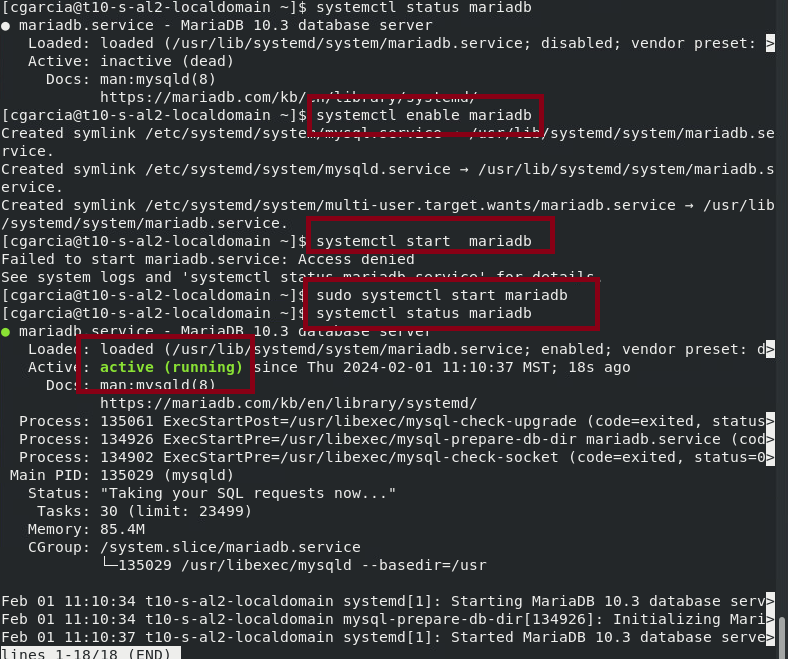 [cgarcia@t10-s-al2-localdomain ~]$ systemctl status mariadb
● mariadb.service - MariaDB 10.3 database server
Loaded: loaded (/usr/lib/systemd/system/mariadb.service; disabled; vendor preset: >
Active: inactive (dead)
Docs: man:mysqld(8)
https://mariadb.com/kb/en/library/systemd/
[cgarcia@t10-s-al2-localdomain ~]$ systemctl enable mariadb
Created symlink /etc/systemd/system/mysql.service → /usr/lib/systemd/system/mariadb.se
rvice.
Created symlink /etc/systemd/system/mysqld.service → /usr/lib/systemd/system/mariadb.s
ervice.
Created symlink /etc/systemd/system/multi-user.target.wants/mariadb.service → /usr/lib
/systemd/system/mariadb.service.
[cgarcia@t10-s-al2-localdomain ~]$ systemctl start  mariadb
Failed to start mariadb.service: Access denied
See system logs and 'systemctl status mariadb.service' for details.
[cgarcia@t10-s-al2-localdomain ~]$ sudo systemctl start mariadb
[cgarcia@t10-s-al2-localdomain ~]$ systemctl status mariadb
● mariadb.service - MariaDB 10.3 database server
Loaded: loaded (/usr/lib/systemd/system/mariadb.service; enabled; vendor preset: d>
Active: active (running) since Thu 2024-02-01 11:10:37 MST; 18s ago
Docs: man:mysqld(8)
https://mariadb.com/kb/en/library/systemd/
Process: 135061 ExecStartPost=/usr/libexec/mysql-check-upgrade (code=exited, status>
Process: 134926 ExecStartPre=/usr/libexec/mysql-prepare-db-dir mariadb.service (cod>
Process: 134902 ExecStartPre=/usr/libexec/mysql-check-socket (code=exited, status=0>
Main PID: 135029 (mysqld)
Status: "Taking your SQL requests now..."
Tasks: 30 (limit: 23499)
Memory: 85.4M
CGroup: /system.slice/mariadb.service
└─135029 /usr/libexec/mysqld --basedir=/usr
Feb 01 11:10:34 t10-s-al2-localdomain systemd[1]: Starting MariaDB 10.3 database serv>
Feb 01 11:10:34 t10-s-al2-localdomain mysql-prepare-db-dir[134926]: Initializing Mari>
Feb 01 11:10:37 t10-s-al2-localdomain systemd[1]: Started MariaDB 10.3 database serve>
lines 1-18/18 (END)